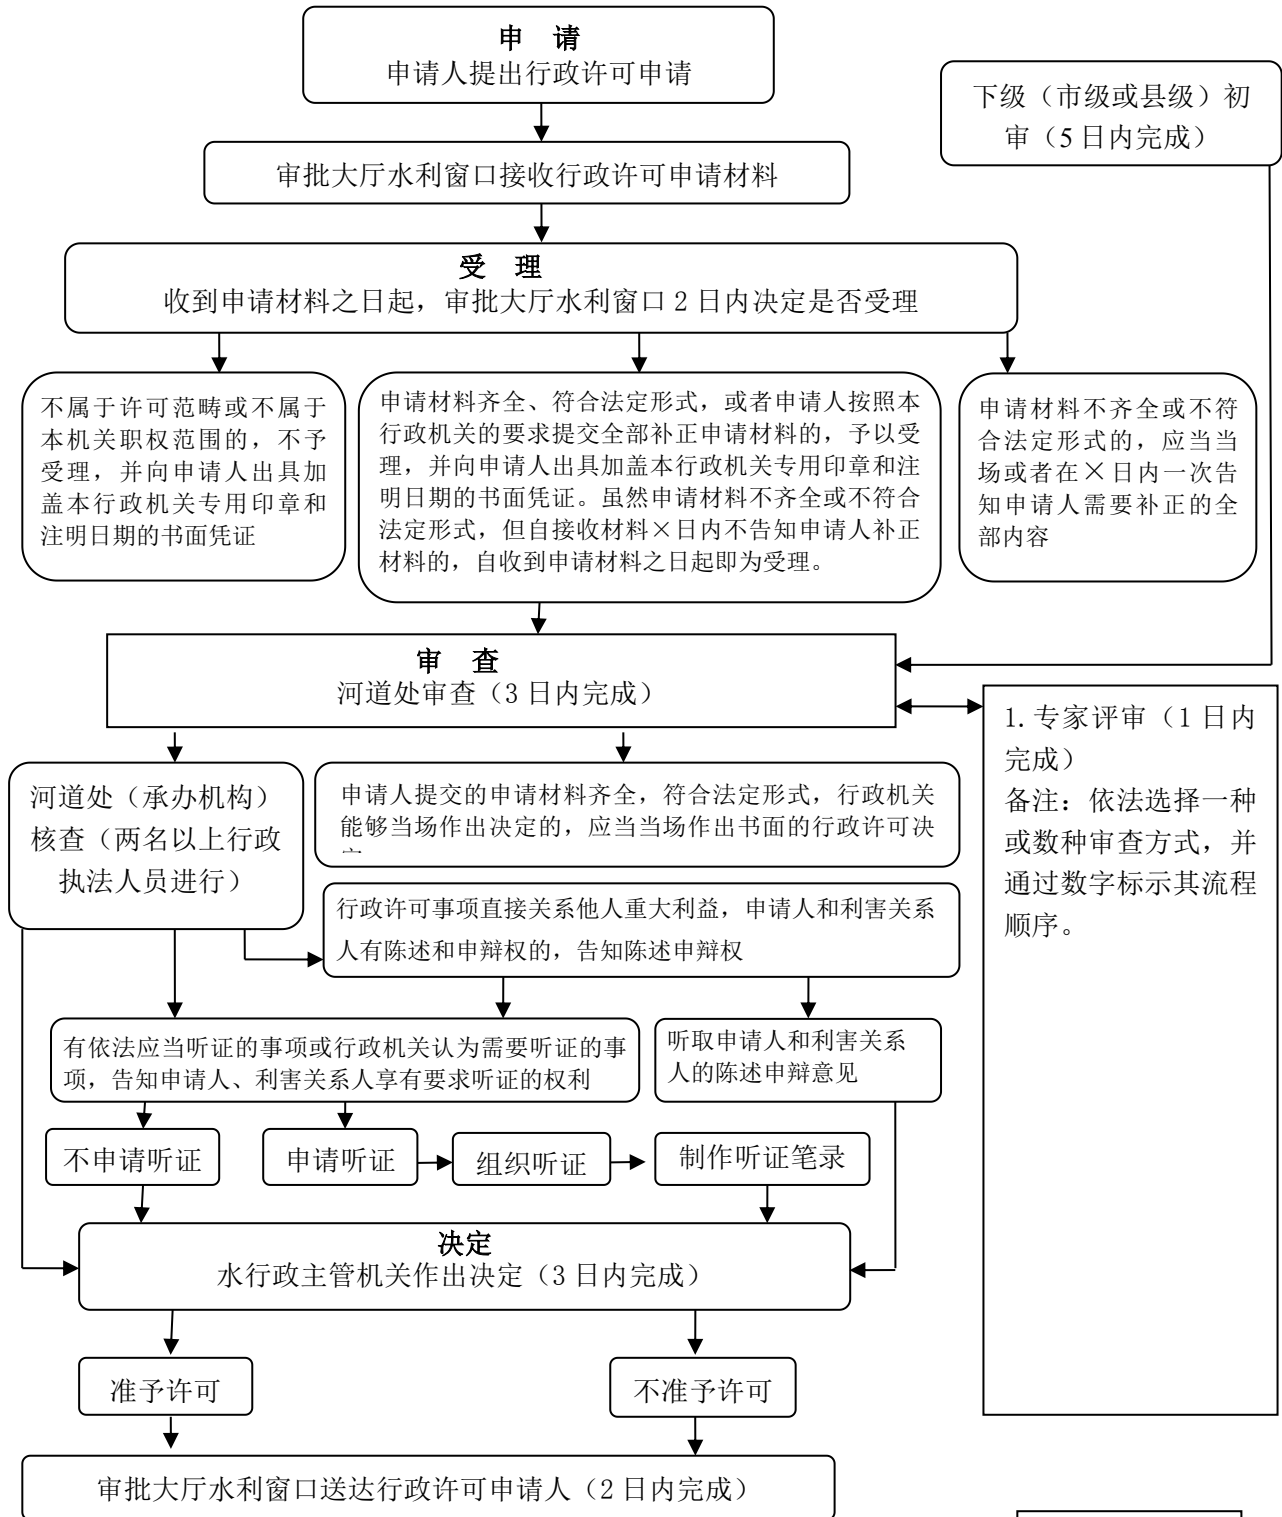 申 请
申请人提出行政许可申请
下级（市级或县级）初
审（5 日内完成）
审批大厅水利窗口接收行政许可申请材料
受 理
收到申请材料之日起，审批大厅水利窗口 2 日内决定是否受理
不属于许可范畴或不属于
本机关职权范围的，不予
受理，并向申请人出具加
盖本行政机关专用印章和
注明日期的书面凭证
申请材料齐全、符合法定形式，或者申请人按照本
行政机关的要求提交全部补正申请材料的，予以受
理，并向申请人出具加盖本行政机关专用印章和注
明日期的书面凭证。虽然申请材料不齐全或不符合
法定形式，但自接收材料×日内不告知申请人补正
材料的，自收到申请材料之日起即为受理。
申请材料不齐全或不符
合法定形式的，应当当
场或者在×日内一次告
知申请人需要补正的全
部内容
审 查
河道处审查（3 日内完成）
1. 专家评审（1 日内
完成）
备注：依法选择一种
或数种审查方式，并
通过数字标示其流程
顺序。
河道处（承办机构）
核查（两名以上行政
执法人员进行）
申请人提交的申请材料齐全，符合法定形式，行政机关
能够当场作出决定的，应当当场作出书面的行政许可决
行政许可事项直接关系他人重大利益，申请人和利害关系
人有陈述和申辩权的，告知陈述申辩权
有依法应当听证的事项或行政机关认为需要听证的事
项，告知申请人、利害关系人享有要求听证的权利
听取申请人和利害关系
人的陈述申辩意见
不申请听证
申请听证
组织听证
制作听证笔录
决定
水行政主管机关作出决定（3 日内完成）
准予许可
不准予许可
审批大厅水利窗口送达行政许可申请人（2 日内完成）